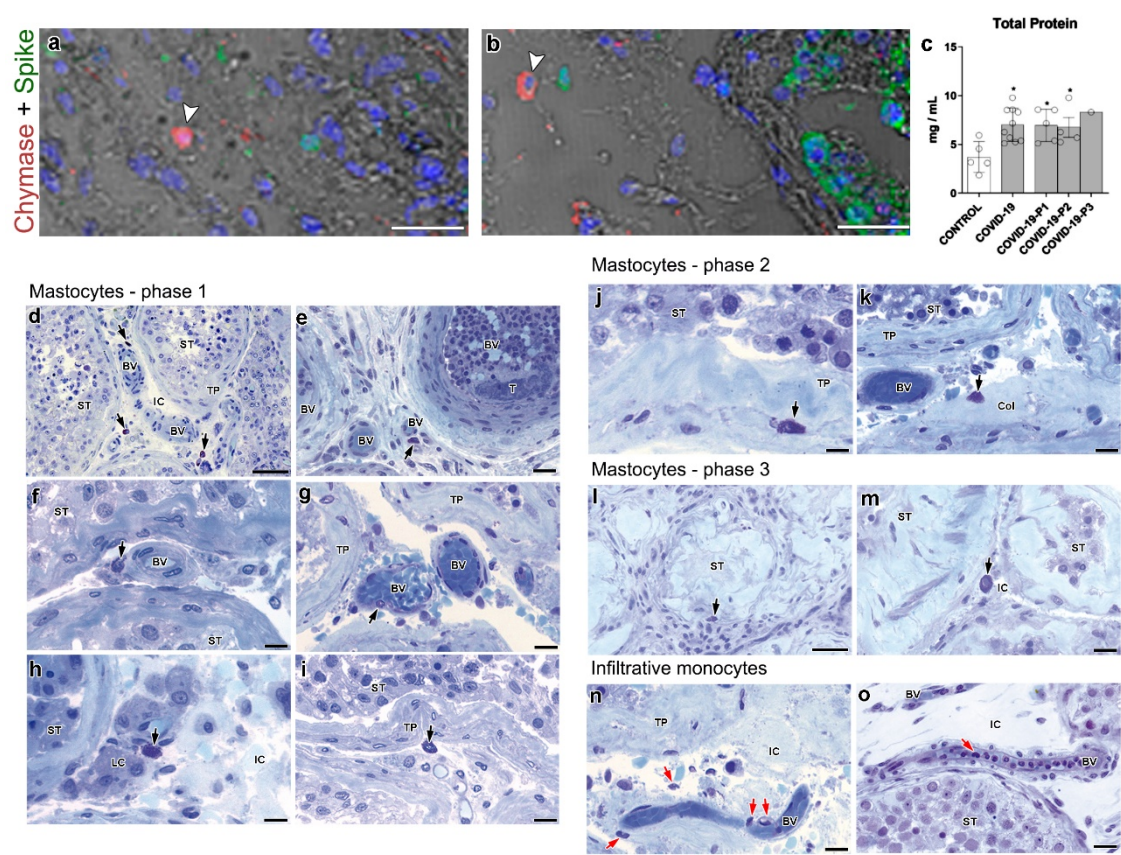 Chymase + Spike
a
b
c
Total Protein
mg / mL
15
10
5
0
*
*
*
CONTROL
COVID-19
COVID-19-P1
COVID-19-P2
COVID-19-P3
Mastocytes - phase 1
d
ST
BV
ST
IC
TP
BV
e
BV
T
BV
BV
BV
f
ST
BV
ST
g
TP
TP
BV
BV
h
ST
LC
IC
i
ST
TP
Mastocytes - phase 2
j
ST
TP
k
ST
TP
BV
Col
Mastocytes - phase 3
l
ST
m
ST
ST
IC
Infiltrative monocytes
n
TP
IC
BV
o
BV
IC
BV
ST